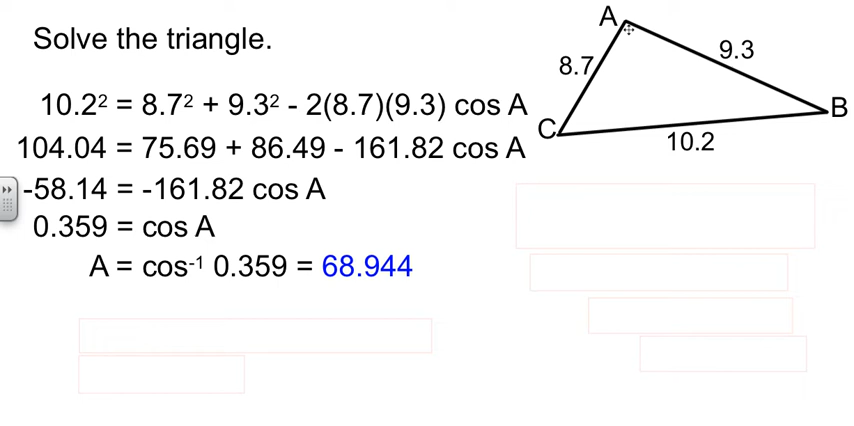 Solve the triangle.
A
9.3
8.7
10.2² = 8.7² + 9.3² - 2(8.7)(9.3) cos A
B
C
10.2
104.04 = 75.69 + 86.49 - 161.82 cos A
-58.14 = -161.82 cos A
0.359 = cos A
A = cos⁻¹ 0.359 = 68.944